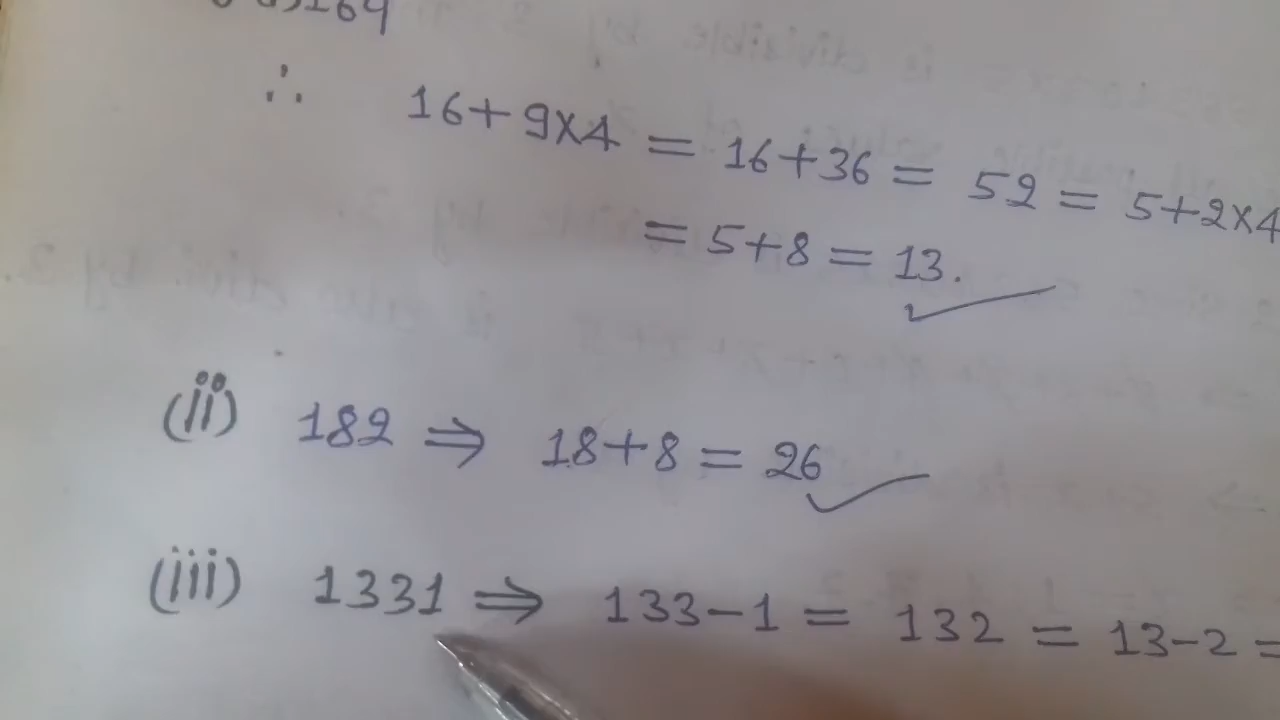 ∴ 16+9×4 = 16+36 = 52 = 5+2×4
= 5+8 = 13.
(ii) 182 ⇒ 18+8 = 26
(iii) 1331 ⇒ 133-1 = 132 = 13-2 =